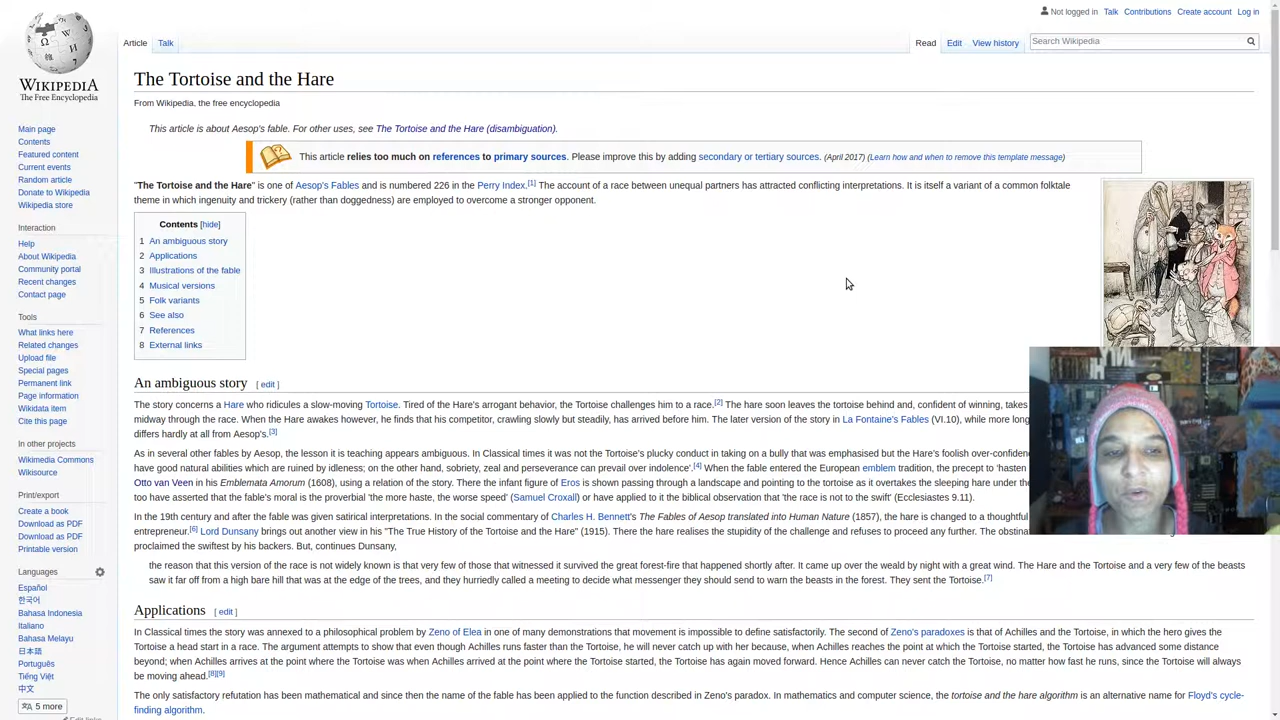 Not logged in Talk Contributions Create account Log in
Article Talk Read Edit View history Search Wikipedia
WIKIPEDIA
The Free Encyclopedia
Main page
Contents
Featured content
Current events
Random article
Donate to Wikipedia
Wikipedia store
Interaction
Help
About Wikipedia
Community portal
Recent changes
Contact page
Tools
What links here
Related changes
Upload file
Special pages
Permanent link
Page information
Wikidata item
Cite this page
In other projects
Wikimedia Commons
Wikisource
Print/export
Create a book
Download as PDF
Download as PDF
Printable version
Languages
Español
한국어
Bahasa Indonesia
Italiano
Bahasa Melayu
日本語
Português
Tiếng Việt
中文
5 more
Edit links
The Tortoise and the Hare
From Wikipedia, the free encyclopedia
This article is about Aesop's fable. For other uses, see The Tortoise and the Hare (disambiguation).
This article relies too much on references to primary sources. Please improve this by adding secondary or tertiary sources. (April 2017) (Learn how and when to remove this template message)
"The Tortoise and the Hare" is one of Aesop's Fables and is numbered 226 in the Perry Index.[1] The account of a race between unequal partners has attracted conflicting interpretations. It is itself a variant of a common folktale
theme in which ingenuity and trickery (rather than doggedness) are employed to overcome a stronger opponent.
Contents [hide]
1 An ambiguous story
2 Applications
3 Illustrations of the fable
4 Musical versions
5 Folk variants
6 See also
7 References
8 External links
An ambiguous story [ edit ]
The story concerns a Hare who ridicules a slow-moving Tortoise. Tired of the Hare's arrogant behavior, the Tortoise challenges him to a race.[2] The hare soon leaves the tortoise behind and, confident of winning, takes
midway through the race. When the Hare awakes however, he finds that his competitor, crawling slowly but steadily, has arrived before him. The later version of the story in La Fontaine's Fables (VI.10), while more long
differs hardly at all from Aesop's.[3]
As in several other fables by Aesop, the lesson it is teaching appears ambiguous. In Classical times it was not the Tortoise's plucky conduct in taking on a bully that was emphasised but the Hare's foolish over-confiden
have good natural abilities which are ruined by idleness; on the other hand, sobriety, zeal and perseverance can prevail over indolence'.[4] When the fable entered the European emblem tradition, the precept to 'hasten
Otto van Veen in his Emblemata Amorum (1608), using a relation of the story. There the infant figure of Eros is shown passing through a landscape and pointing to the tortoise as it overtakes the sleeping hare under the
too have asserted that the fable's moral is the proverbial 'the more haste, the worse speed' (Samuel Croxall) or have applied to it the biblical observation that 'the race is not to the swift' (Ecclesiastes 9.11).
In the 19th century and after the fable was given satirical interpretations. In the social commentary of Charles H. Bennett's The Fables of Aesop translated into Human Nature (1857), the hare is changed to a thoughtful
entrepreneur.[6] Lord Dunsany brings out another view in his "The True History of the Tortoise and the Hare" (1915). There the hare realises the stupidity of the challenge and refuses to proceed any further. The obstina
proclaimed the swiftest by his backers. But, continues Dunsany,
the reason that this version of the race is not widely known is that very few of those that witnessed it survived the great forest-fire that happened shortly after. It came up over the weald by night with a great wind. The Hare and the Tortoise and a very few of the beasts
saw it far off from a high bare hill that was at the edge of the trees, and they hurriedly called a meeting to decide what messenger they should send to warn the beasts in the forest. They sent the Tortoise.[7]
Applications [ edit ]
In Classical times the story was annexed to a philosophical problem by Zeno of Elea in one of many demonstrations that movement is impossible to define satisfactorily. The second of Zeno's paradoxes is that of Achilles and the Tortoise, in which the hero gives the
Tortoise a head start in a race. The argument attempts to show that even though Achilles runs faster than the Tortoise, he will never catch up with her because, when Achilles reaches the point at which the Tortoise started, the Tortoise has advanced some distance
beyond; when Achilles arrives at the point where the Tortoise was when Achilles arrived at the point where the Tortoise started, the Tortoise has again moved forward. Hence Achilles can never catch the Tortoise, no matter how fast he runs, since the Tortoise will always
be moving ahead.[8][9]
The only satisfactory refutation has been mathematical and since then the name of the fable has been applied to the function described in Zeno's paradox. In mathematics and computer science, the tortoise and the hare algorithm is an alternative name for Floyd's cycle-
finding algorithm.